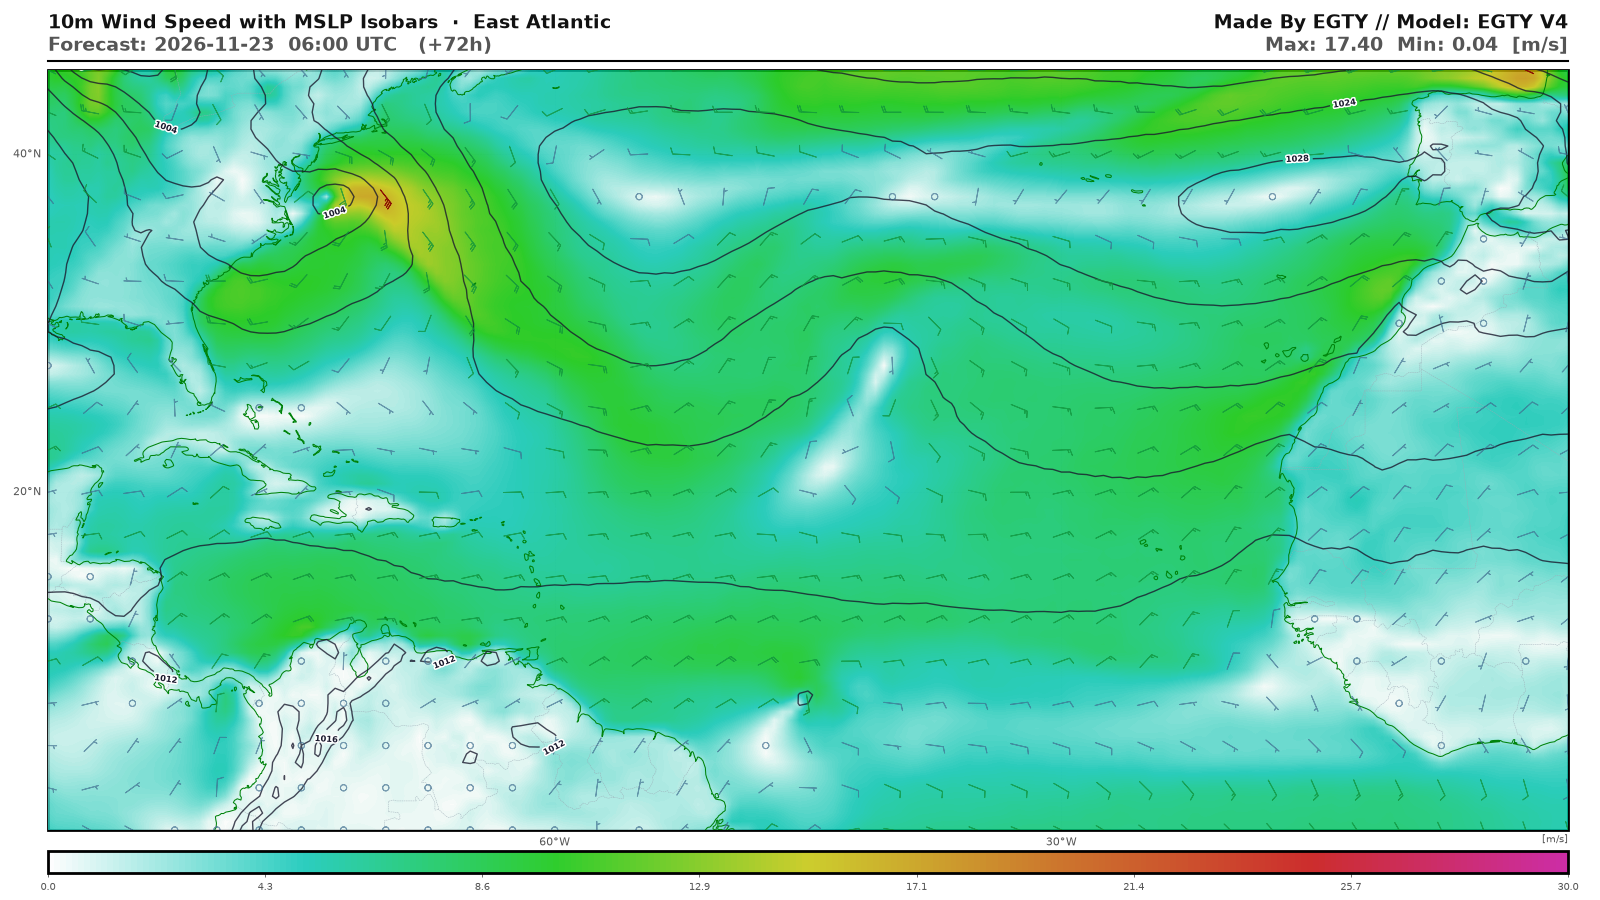 10m Wind Speed with MSLP Isobars · East Atlantic
Made By EGTY // Model: EGTY V4
Forecast: 2026-11-23 06:00 UTC (+72h)
Max: 17.40 Min: 0.04 [m/s]
1024
1004
40°N
1028
1004
20°N
1012
1012
1016
1012
60°W
30°W
[m/s]
0.0 4.3 8.6 12.9 17.1 21.4 25.7 30.0